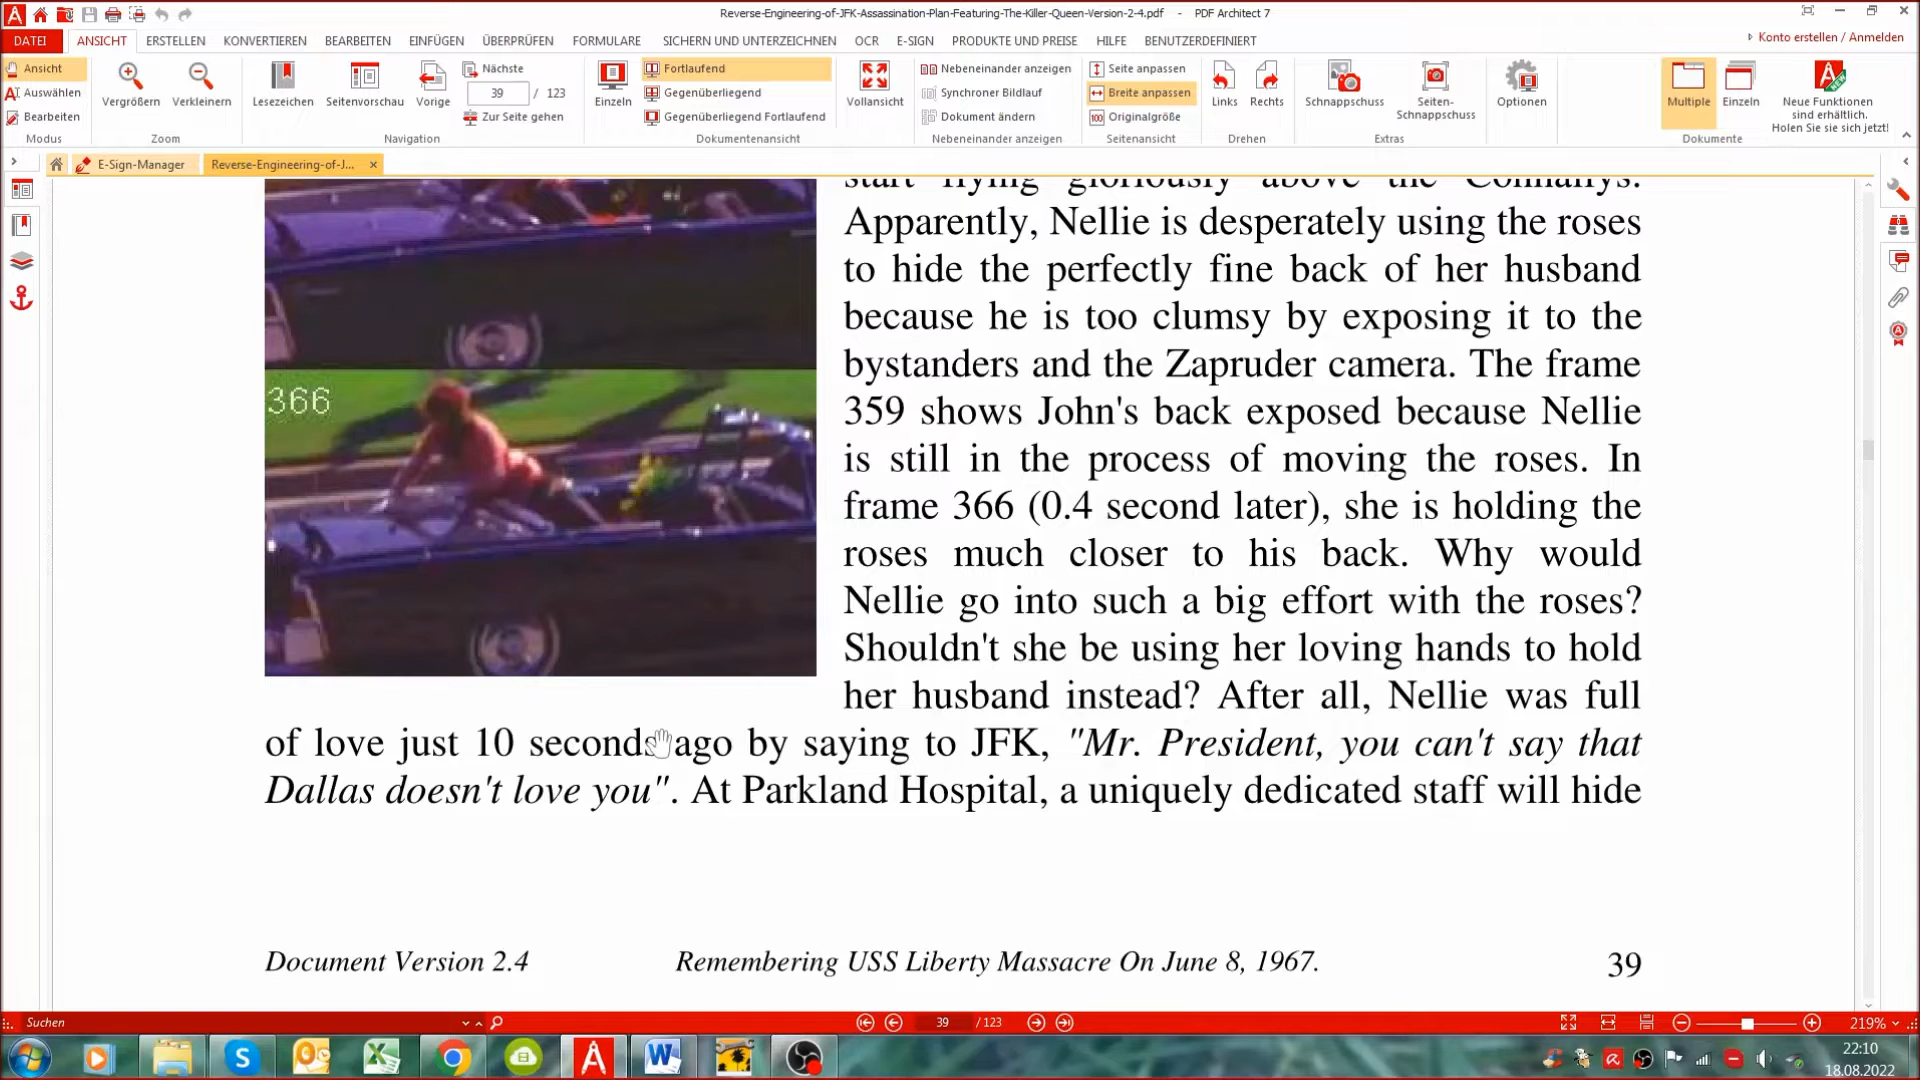 Reverse-Engineering-of-JFK-Assassination-Plan-Featuring-The-Killer-Queen-Version-2-4.pdf - PDF Architect 7
DATEI ANSICHT ERSTELLEN KONVERTIEREN BEARBEITEN EINFÜGEN ÜBERPRÜFEN FORMULARE SICHERN UND UNTERZEICHNEN OCR E-SIGN PRODUKTE UND PREISE HILFE BENUTZERDEFINIERT Konto erstellen / Anmelden
Ansicht
Auswählen
Bearbeiten
Modus
Vergrößern Verkleinern
Zoom
Lesezeichen Seitenvorschau Vorige
Nächste
39 / 123
Zur Seite gehen
Navigation
Einzeln
Fortlaufend
Gegenüberliegend
Gegenüberliegend Fortlaufend
Dokumentenansicht
Vollansicht
Nebeneinander anzeigen
Synchroner Bildlauf
Dokument ändern
Nebeneinander anzeigen
Seite anpassen
Breite anpassen
100 Originalgröße
Seitenansicht
Links Rechts
Drehen
Schnappschuss
Seiten-
Schnappschuss
Extras
Optionen
Multiple Einzeln
Dokumente
NEW
Neue Funktionen
sind erhältlich.
Holen Sie sie sich jetzt!
E-Sign-Manager
Reverse-Engineering-of-J...
start flying gloriously above the Connallys.
Apparently, Nellie is desperately using the roses
to hide the perfectly fine back of her husband
because he is too clumsy by exposing it to the
bystanders and the Zapruder camera. The frame
359 shows John's back exposed because Nellie
is still in the process of moving the roses. In
frame 366 (0.4 second later), she is holding the
roses much closer to his back. Why would
Nellie go into such a big effort with the roses?
Shouldn't she be using her loving hands to hold
her husband instead? After all, Nellie was full
of love just 10 seconds ago by saying to JFK, "Mr. President, you can't say that
Dallas doesn't love you". At Parkland Hospital, a uniquely dedicated staff will hide
366
Document Version 2.4 Remembering USS Liberty Massacre On June 8, 1967. 39
Suchen
39 / 123
219%
22:10
18.08.2022